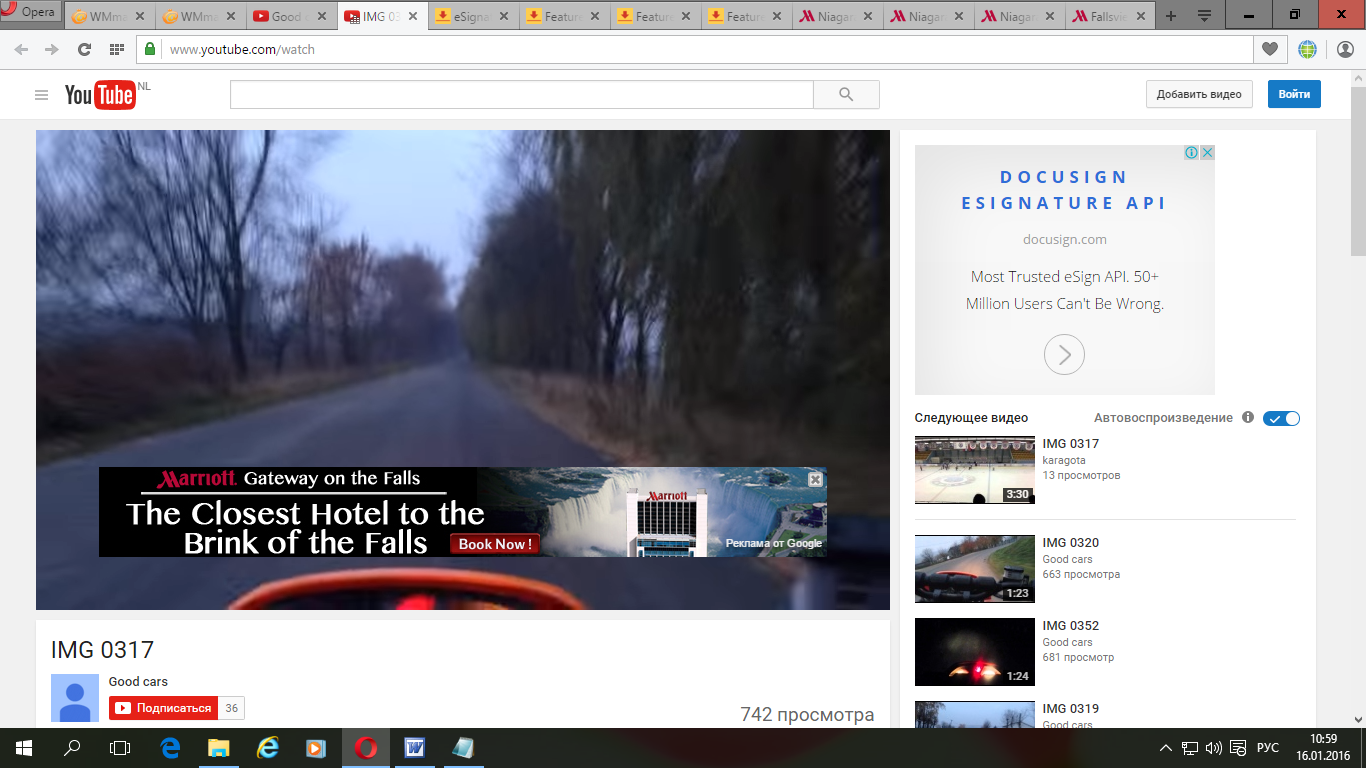 Opera
WMma
WMma
Good
IMG 03
eSigna
Feature
Feature
Feature
Niagar
Niagar
Niagar
Fallsvie
www.youtube.com/watch
YouTube NL
Добавить видео
Войти
DOCUSIGN
ESIGNATURE API
docusign.com
Most Trusted eSign API. 50+
Million Users Can't Be Wrong.
Marriott Gateway on the Falls
The Closest Hotel to the
Brink of the Falls
Book Now !
Marriott
Реклама от Google
Следующее видео
Автовоспроизведение
IMG 0317
karagota
13 просмотров
3:30
IMG 0320
Good cars
663 просмотра
1:23
IMG 0352
Good cars
681 просмотр
1:24
IMG 0319
Good cars
IMG 0317
Good cars
Подписаться 36
742 просмотра
РУС
10:59
16.01.2016